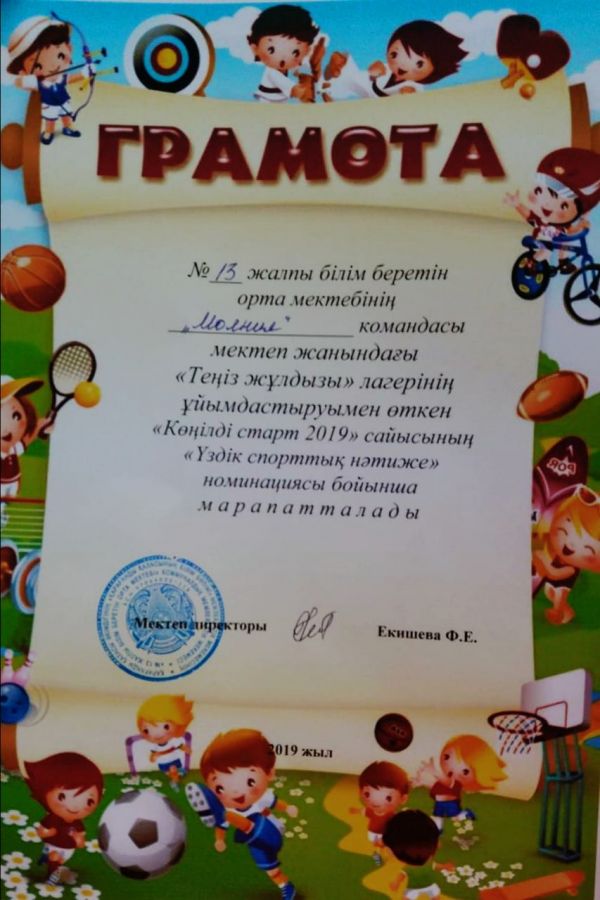 ГРАМОТА
№ 13 жалпы білім беретін
орта мектебінің
„Молния" командасы
мектеп жанындағы
«Теңіз жұлдызы» лагерінің
ұйымдастыруымен өткен
«Көңілді старт 2019» сайысының
«Үздік спорттық нәтиже»
номинациясы бойынша
марапатталады
Мектеп директоры Екишева Ф.Е.
2019 жыл